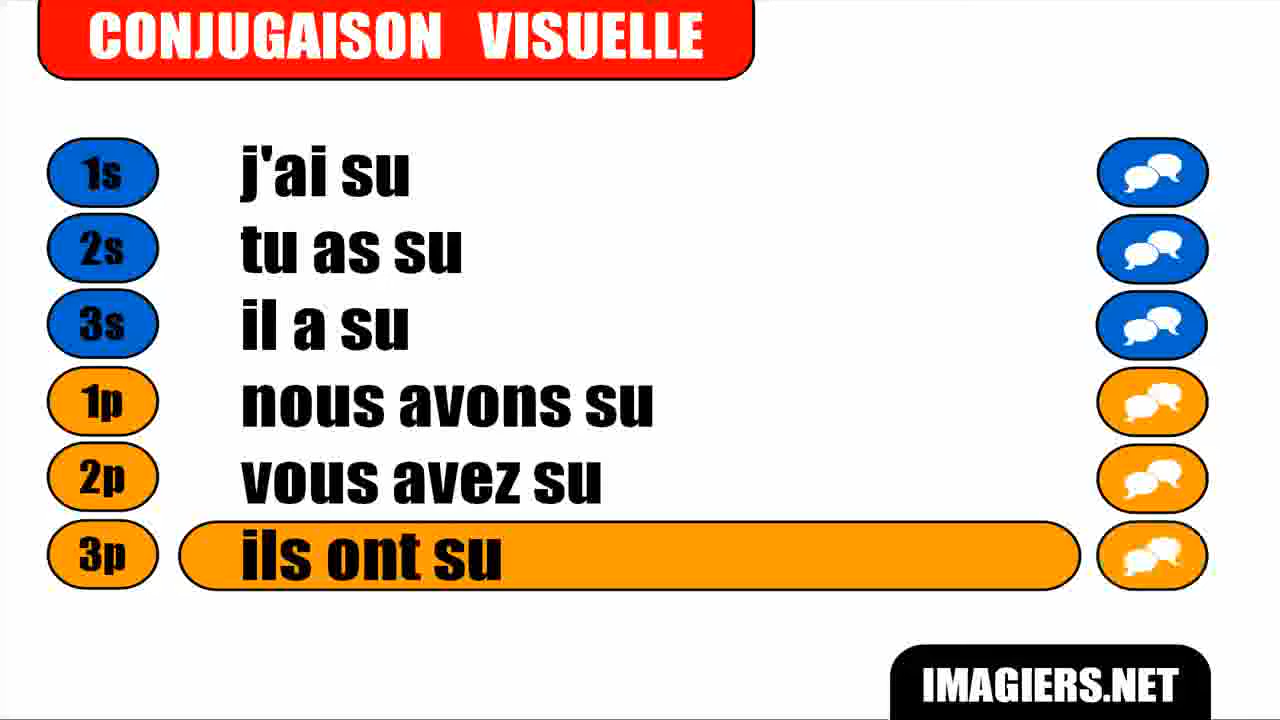 CONJUGAISON VISUELLE
1s j'ai su
2s tu as su
3s il a su
1p nous avons su
2p vous avez su
3p ils ont su
IMAGIERS.NET